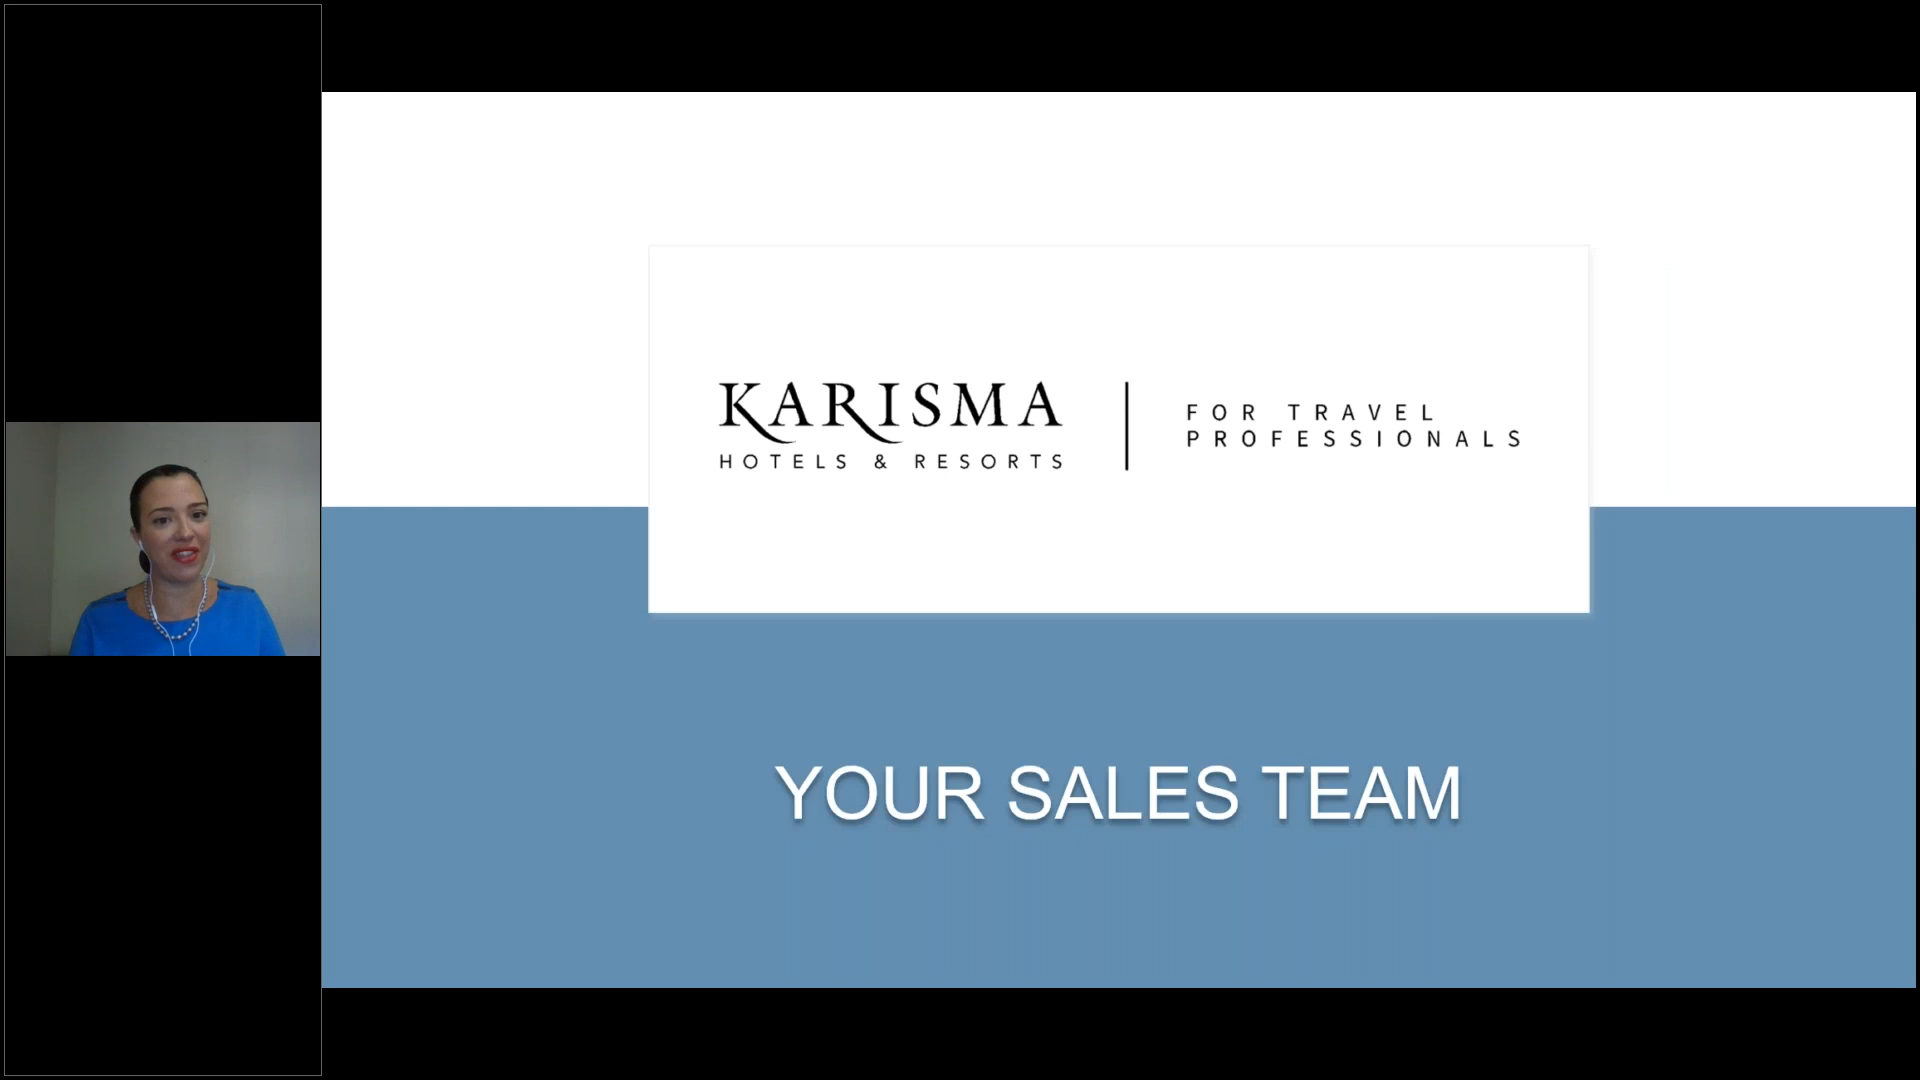 KARISMA
HOTELS & RESORTS
FOR TRAVEL
PROFESSIONALS
YOUR SALES TEAM